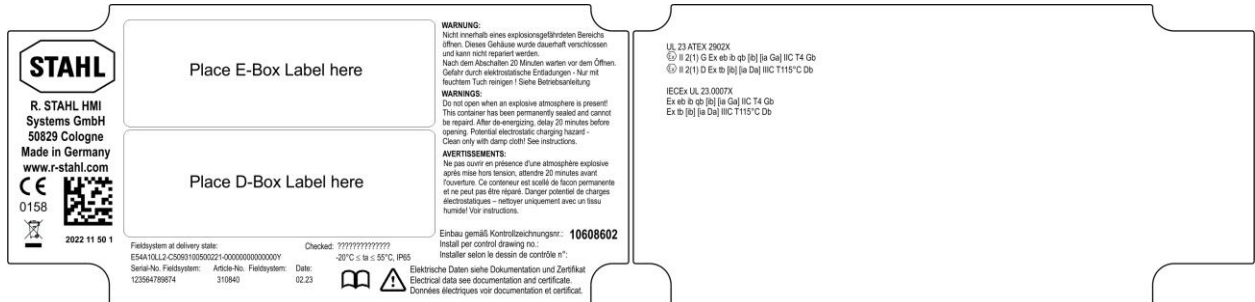 STAHL
R. STAHL HMI
Systems GmbH
50829 Cologne
Made in Germany
www.r-stahl.com
CE
0158
2022 11 50 1
Place E-Box Label here
Place D-Box Label here
Fieldsystem at delivery state:
Checked: ??????????????
E54A10LL2-C5093100500221-00000000000000Y
-20°C ≤ ta ≤ 55°C, IP65
Serial-No. Fieldsystem: Article-No. Fieldsystem: Date:
123564789874 310840 02.23
WARNUNG:
Nicht innerhalb eines explosionsgefährdeten Bereichs
öffnen. Dieses Gehäuse wurde dauerhaft verschlossen
und kann nicht repariert werden.
Nach dem Abschalten 20 Minuten warten vor dem Öffnen.
Gefahr durch elektrostatische Entladungen - Nur mit
feuchtem Tuch reinigen ! Siehe Betriebsanleitung
WARNINGS:
Do not open when an explosive atmosphere is present!
This container has been permanently sealed and cannot
be repaird. After de-energizing, delay 20 minutes before
opening. Potential electrostatic charging hazard -
Clean only with damp cloth! See instructions.
AVERTISSEMENTS:
Ne pas ouvrir en présence d'une atmosphère explosive
après mise hors tension, attendre 20 minutes avant
l'ouverture. Ce conteneur est scellé de facon permanente
et ne peut pas être réparé. Danger potentiel de charges
électrostatiques – nettoyer uniquement avec un tissu
humide! Voir instructions.
Einbau gemäß Kontrollzeichnungsnr.: 10608602
Install per control drawing no.:
Installer selon le dessin de contrôle n°:
Elektrische Daten siehe Dokumentation und Zertifikat
Electrical data see documentation and certificate.
Données électriques voir documentation et certificat.
UL 23 ATEX 2902X
Ex II 2(1) G Ex eb ib qb [ib] [ia Ga] IIC T4 Gb
Ex II 2(1) D Ex tb [ib] [ia Da] IIIC T115°C Db
IECEx UL 23.0007X
Ex eb ib qb [ib] [ia Ga] IIC T4 Gb
Ex tb [ib] [ia Da] IIIC T115°C Db